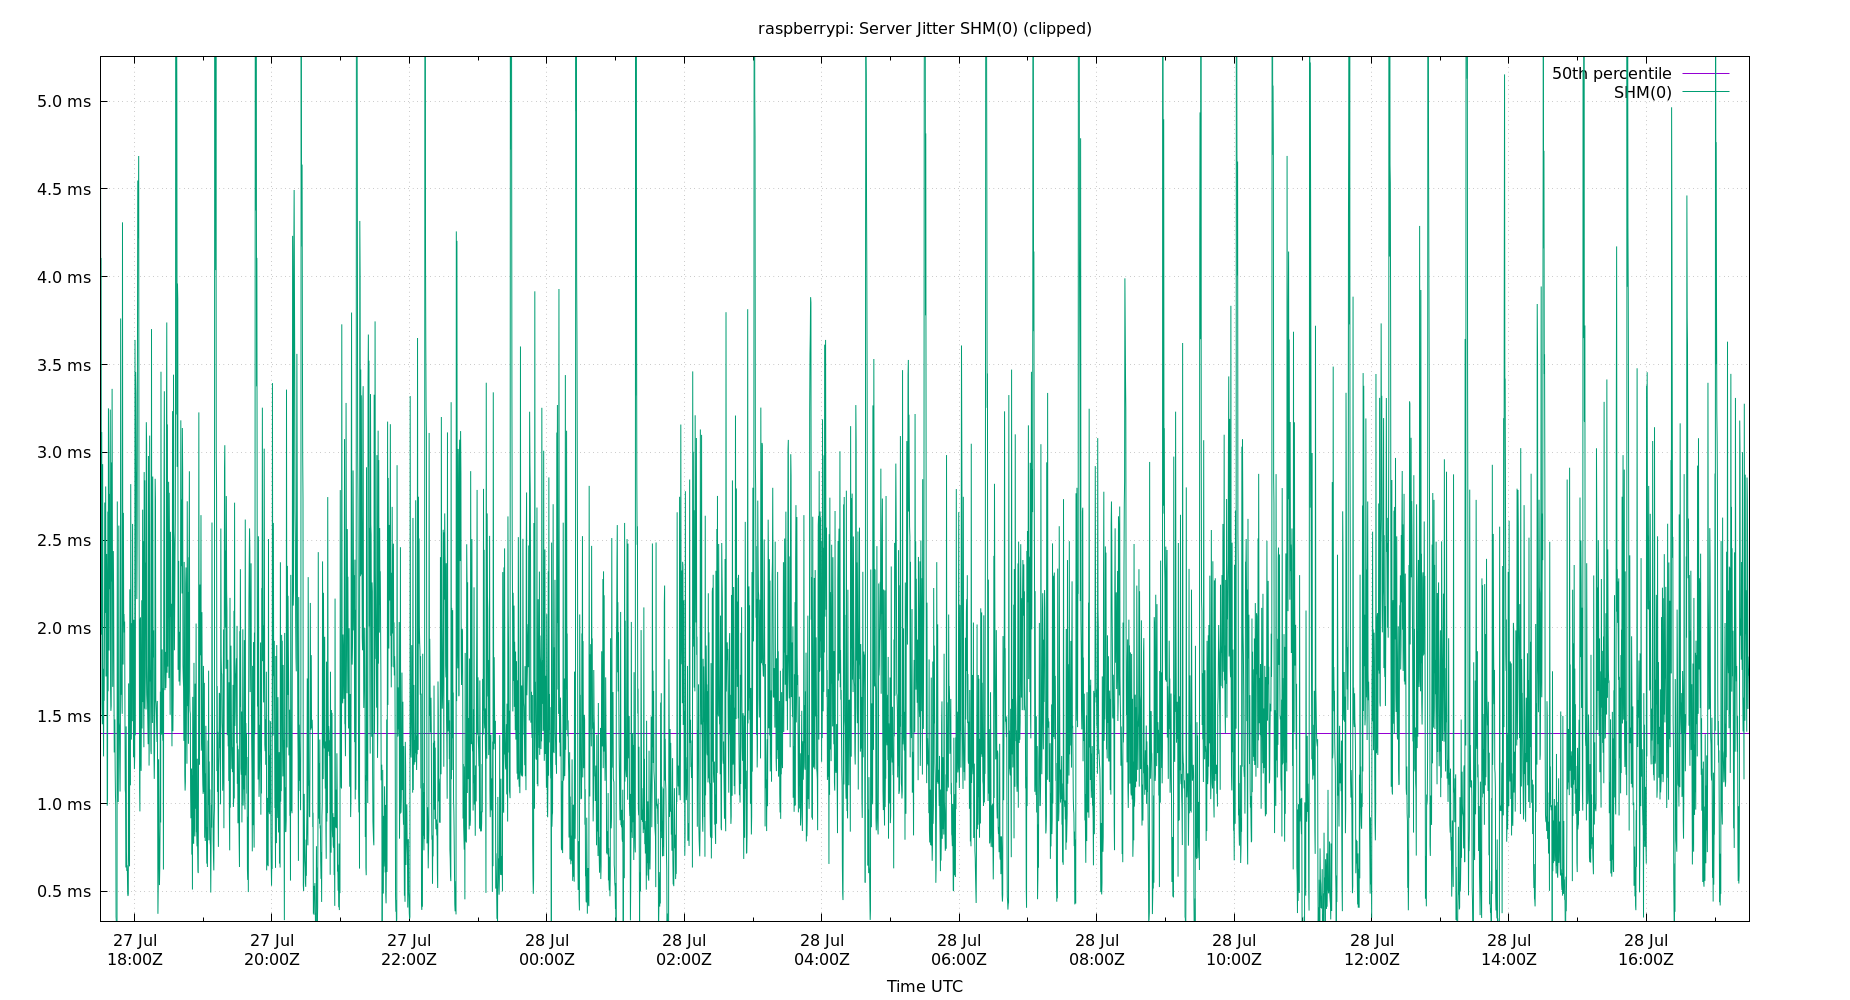 raspberrypi: Server Jitter SHM(0) (clipped)
50th percentile
SHM(0)
5.0 ms
4.5 ms
4.0 ms
3.5 ms
3.0 ms
2.5 ms
2.0 ms
1.5 ms
1.0 ms
0.5 ms
27 Jul 27 Jul 27 Jul 28 Jul 28 Jul 28 Jul 28 Jul 28 Jul 28 Jul 28 Jul 28 Jul 28 Jul
18:00Z 20:00Z 22:00Z 00:00Z 02:00Z 04:00Z 06:00Z 08:00Z 10:00Z 12:00Z 14:00Z 16:00Z
Time UTC